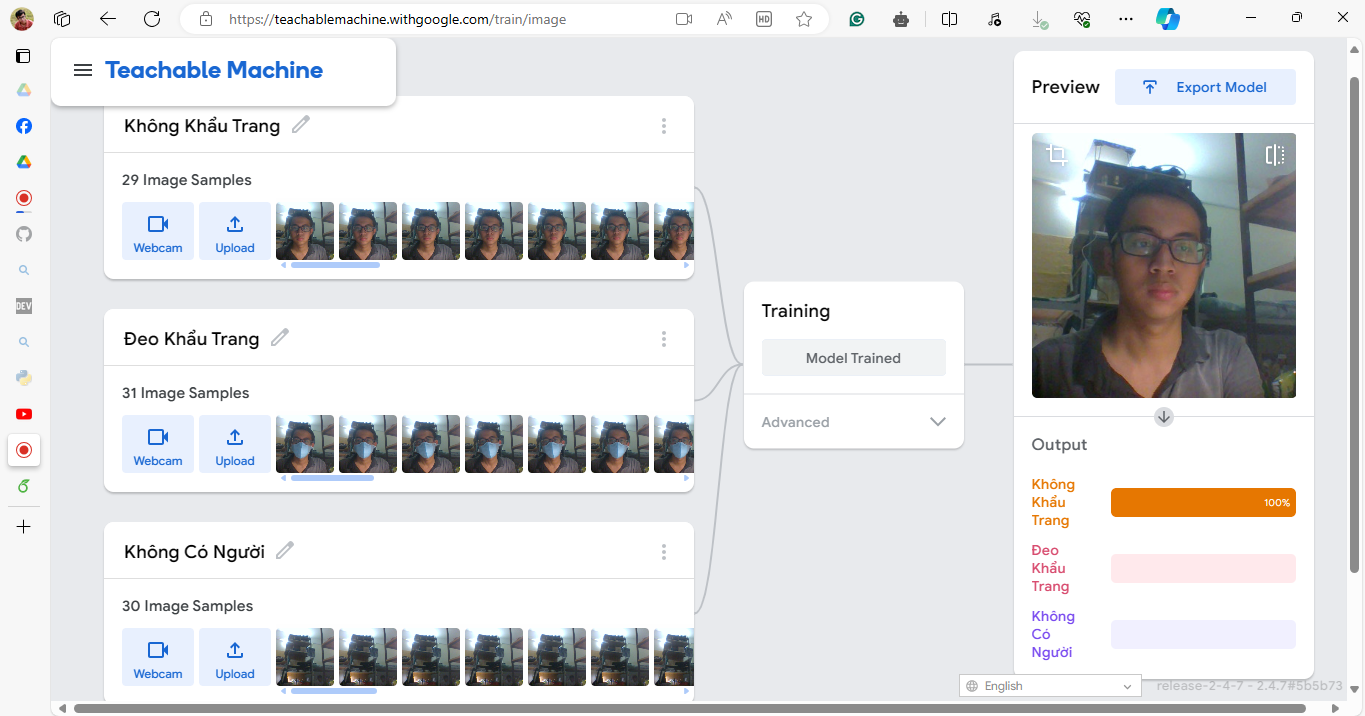 https://teachablemachine.withgoogle.com/train/image
HD
DEV
Teachable Machine
Không Khẩu Trang
29 Image Samples
Webcam
Upload
Đeo Khẩu Trang
31 Image Samples
Webcam
Upload
Không Có Người
30 Image Samples
Webcam
Upload
Training
Model Trained
Advanced
Preview
Export Model
Output
Không
Khẩu
Trang
100%
Đeo
Khẩu
Trang
Không
Có
Người
English
release-2-4-7 - 2.4.7#5b5b73